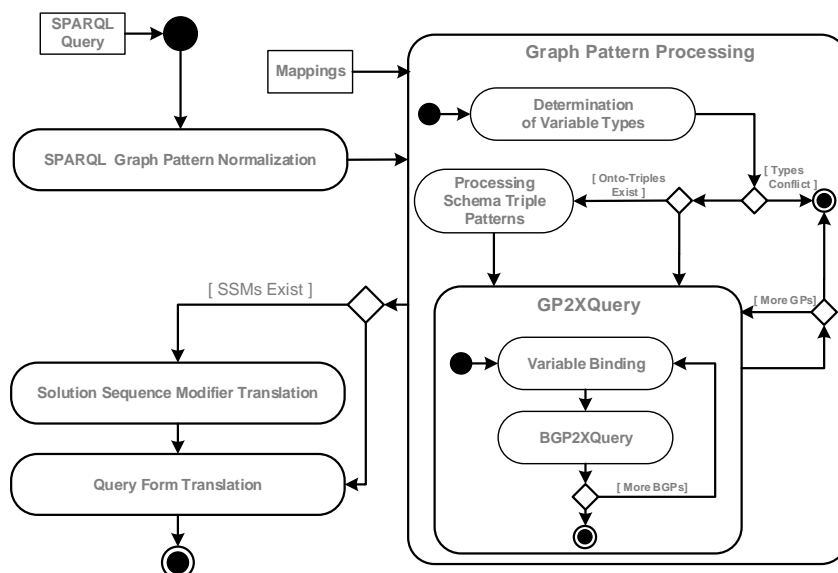 SPARQL
Query
Mappings
Graph Pattern Processing
Determination
of Variable Types
SPARQL Graph Pattern Normalization
Processing
Schema Triple
Patterns
[ Onto-Triples
Exist ]
[ Types
Conflict ]
[ SSMs Exist ]
GP2XQuery
[ More GPs]
Variable Binding
Solution Sequence Modifier Translation
BGP2XQuery
Query Form Translation
[ More BGPs]